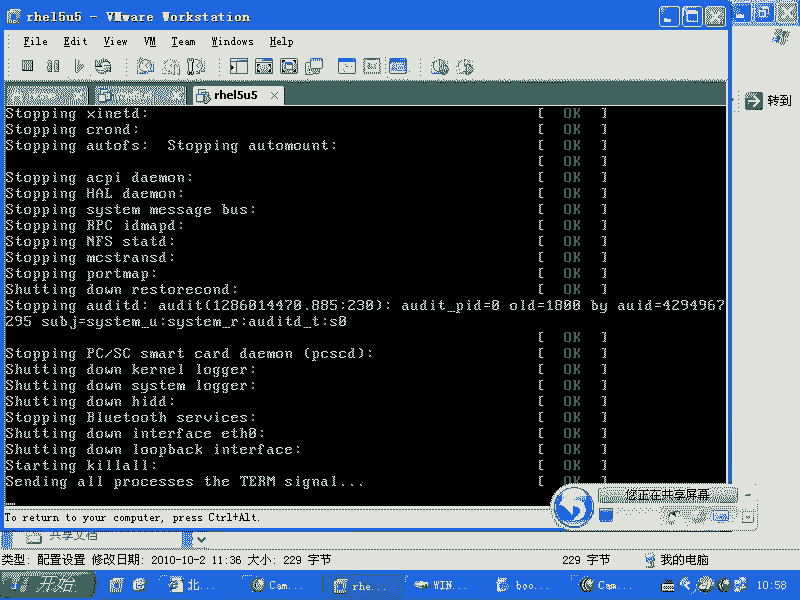 rhel5u5 - VMware Workstation
File Edit View VM Team Windows Help
rhel5u5
转到
Stopping xinetd: [ OK ]
Stopping crond: [ OK ]
Stopping autofs: Stopping automount: [ OK ]
[ OK ]
Stopping acpi daemon: [ OK ]
Stopping HAL daemon: [ OK ]
Stopping system message bus: [ OK ]
Stopping RPC idmapd: [ OK ]
Stopping NFS statd: [ OK ]
Stopping mcstransd: [ OK ]
Stopping portmap: [ OK ]
Shutting down restorecond: [ OK ]
Stopping auditd: audit(1286014470.885:230): audit_pid=0 old=1800 by auid=4294967
295 subj=system_u:system_r:auditd_t:s0
[ OK ]
Stopping PC/SC smart card daemon (pcscd): [ OK ]
Shutting down kernel logger: [ OK ]
Shutting down system logger: [ OK ]
Shutting down hidd: [ OK ]
Stopping Bluetooth services: [ OK ]
Shutting down interface eth0: [ OK ]
Shutting down loopback interface: [ OK ]
Starting killall: [ OK ]
Sending all processes the TERM signal... [ OK ]
您正在共享屏幕
To return to your computer, press Ctrl+Alt.
共享文档
类型: 配置设置 修改日期: 2010-10-2 11:36 大小: 229 字节 229 字节 我的电脑
开始 北... Cam... rhe... WIN... boo... Cam... 10:58